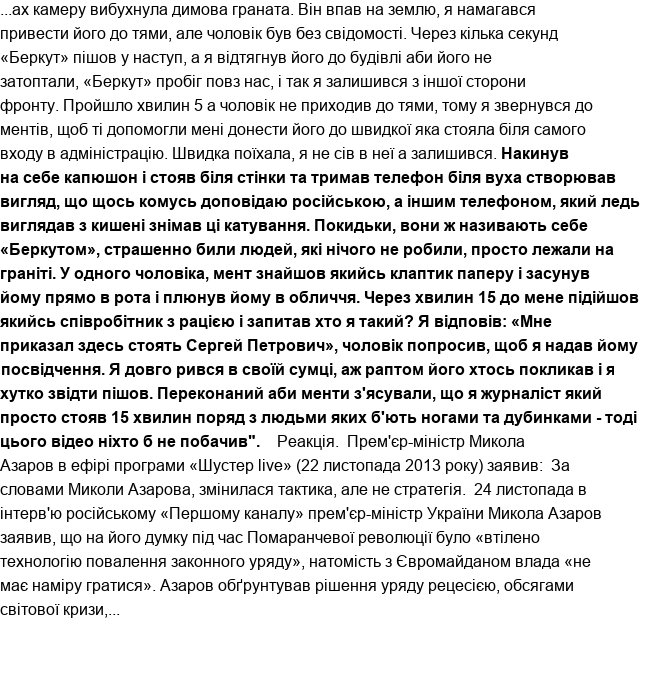 ...ах камеру вибухнула димова граната. Він впав на землю, я намагався
привести його до тями, але чоловік був без свідомості. Через кілька секунд
«Беркут» пішов у наступ, а я відтягнув його до будівлі аби його не
затоптали, «Беркут» пробіг повз нас, і так я залишився з іншої сторони
фронту. Пройшло хвилин 5 а чоловік не приходив до тями, тому я звернувся до
ментів, щоб ті допомогли мені донести його до швидкої яка стояла біля самого
входу в адміністрацію. Швидка поїхала, я не сів в неї а залишився. Накинув
на себе капюшон і стояв біля стінки та тримав телефон біля вуха створював
вигляд, що щось комусь доповідаю російською, а іншим телефоном, який ледь
виглядав з кишені знімав ці катування. Покидьки, вони ж називають себе
«Беркутом», страшенно били людей, які нічого не робили, просто лежали на
граніті. У одного чоловіка, мент знайшов якийсь клаптик паперу і засунув
йому прямо в рота і плюнув йому в обличчя. Через хвилин 15 до мене підійшов
якийсь співробітник з рацією і запитав хто я такий? Я відповів: «Мне
приказал здесь стоять Сергей Петрович», чоловік попросив, щоб я надав йому
посвідчення. Я довго рився в своїй сумці, аж раптом його хтось покликав і я
хутко звідти пішов. Переконаний аби менти з'ясували, що я журналіст який
просто стояв 15 хвилин поряд з людьми яких б'ють ногами та дубинками - тоді
цього відео ніхто б не побачив". Реакція. Прем'єр-міністр Микола
Азаров в ефірі програми «Шустер live» (22 листопада 2013 року) заявив: За
словами Миколи Азарова, змінилася тактика, але не стратегія. 24 листопада в
інтерв'ю російському «Першому каналу» прем'єр-міністр України Микола Азаров
заявив, що на його думку під час Помаранчевої революції було «втілено
технологію повалення законного уряду», натомість з Євромайданом влада «не
має наміру гратися». Азаров обґрунтував рішення уряду рецесією, обсягами
світової кризи,...